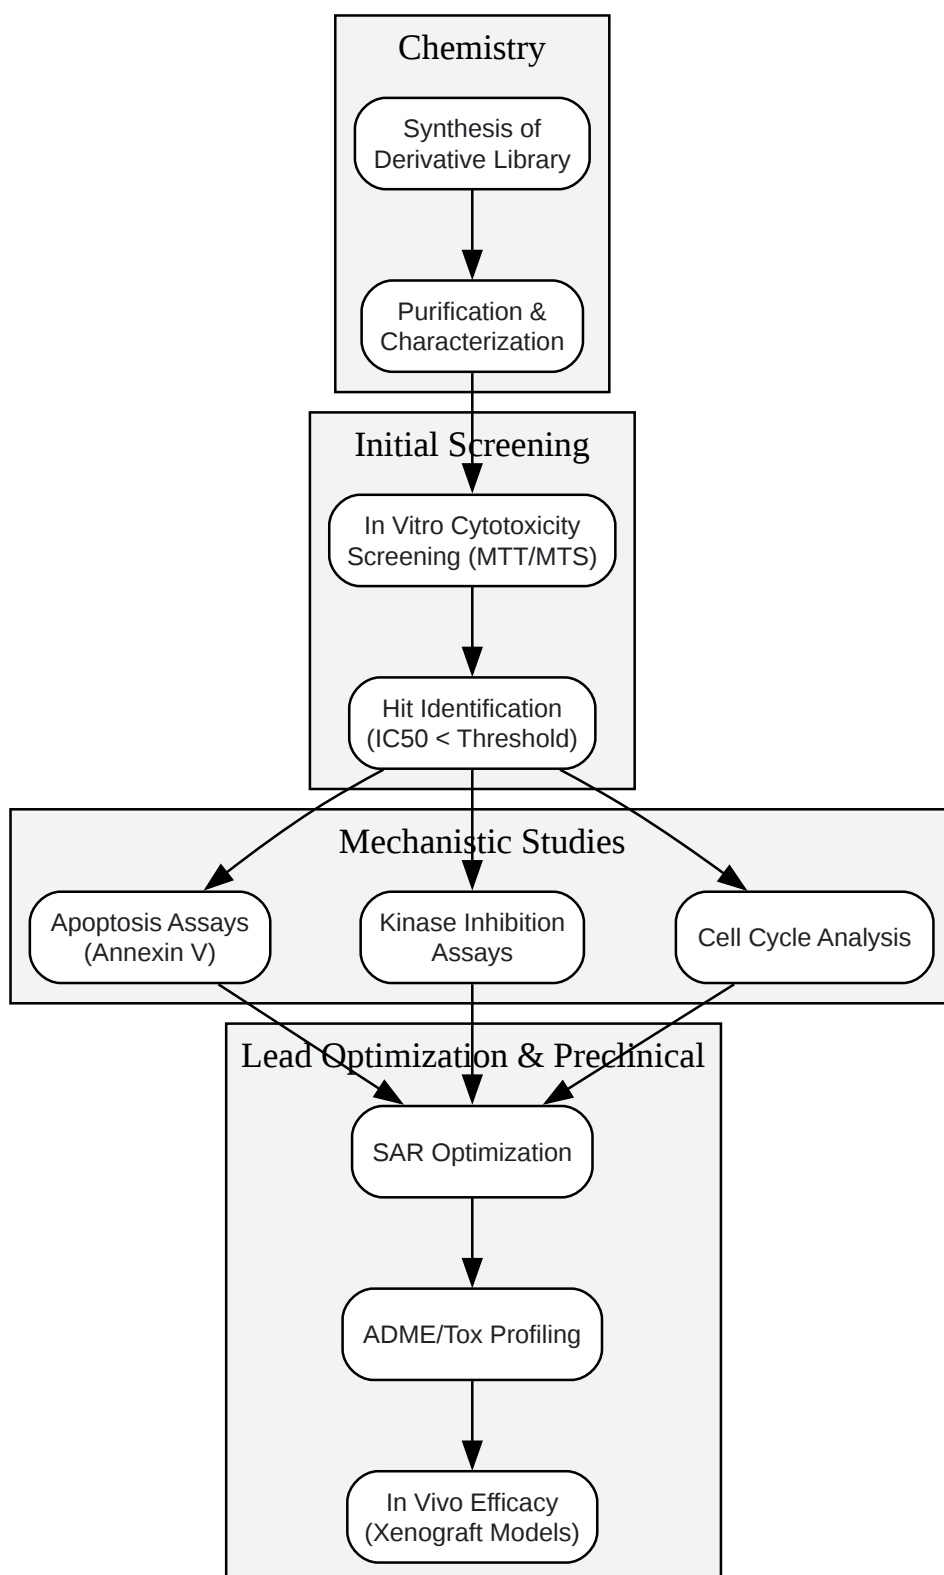 Chemistry
Synthesis of
Derivative Library
Purification &
Characterization
Initial Screening
In Vitro Cytotoxicity
Screening (MTT/MTS)
Hit Identification
(IC50 < Threshold)
Mechanistic Studies
Apoptosis Assays
(Annexin V)
Kinase Inhibition
Assays
Cell Cycle Analysis
Lead Optimization & Preclinical
SAR Optimization
ADME/Tox Profiling
In Vivo Efficacy
(Xenograft Models)